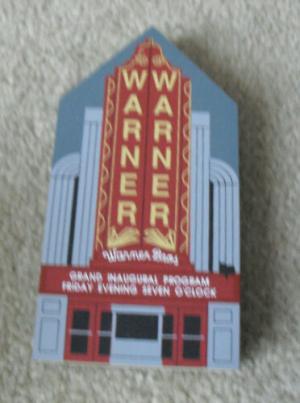 WARNER
WARNER
Warner Bros
GRAND INAUGURAL PROGRAM
FRIDAY EVENING SEVEN O'CLOCK